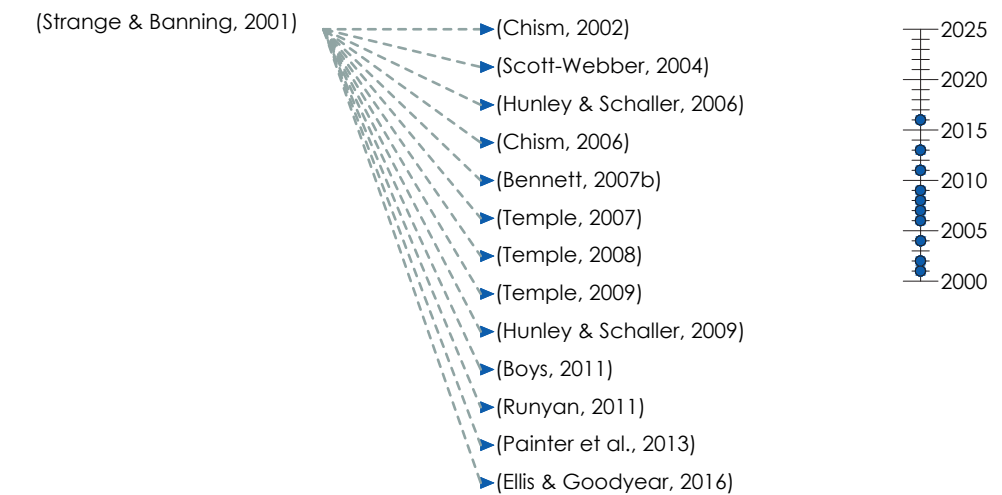 (Strange & Banning, 2001)
(Chism, 2002)
(Scott-Webber, 2004)
(Hunley & Schaller, 2006)
(Chism, 2006)
(Bennett, 2007b)
(Temple, 2007)
(Temple, 2008)
(Temple, 2009)
(Hunley & Schaller, 2009)
(Boys, 2011)
(Runyan, 2011)
(Painter et al., 2013)
(Ellis & Goodyear, 2016)
2025
2020
2015
2010
2005
2000